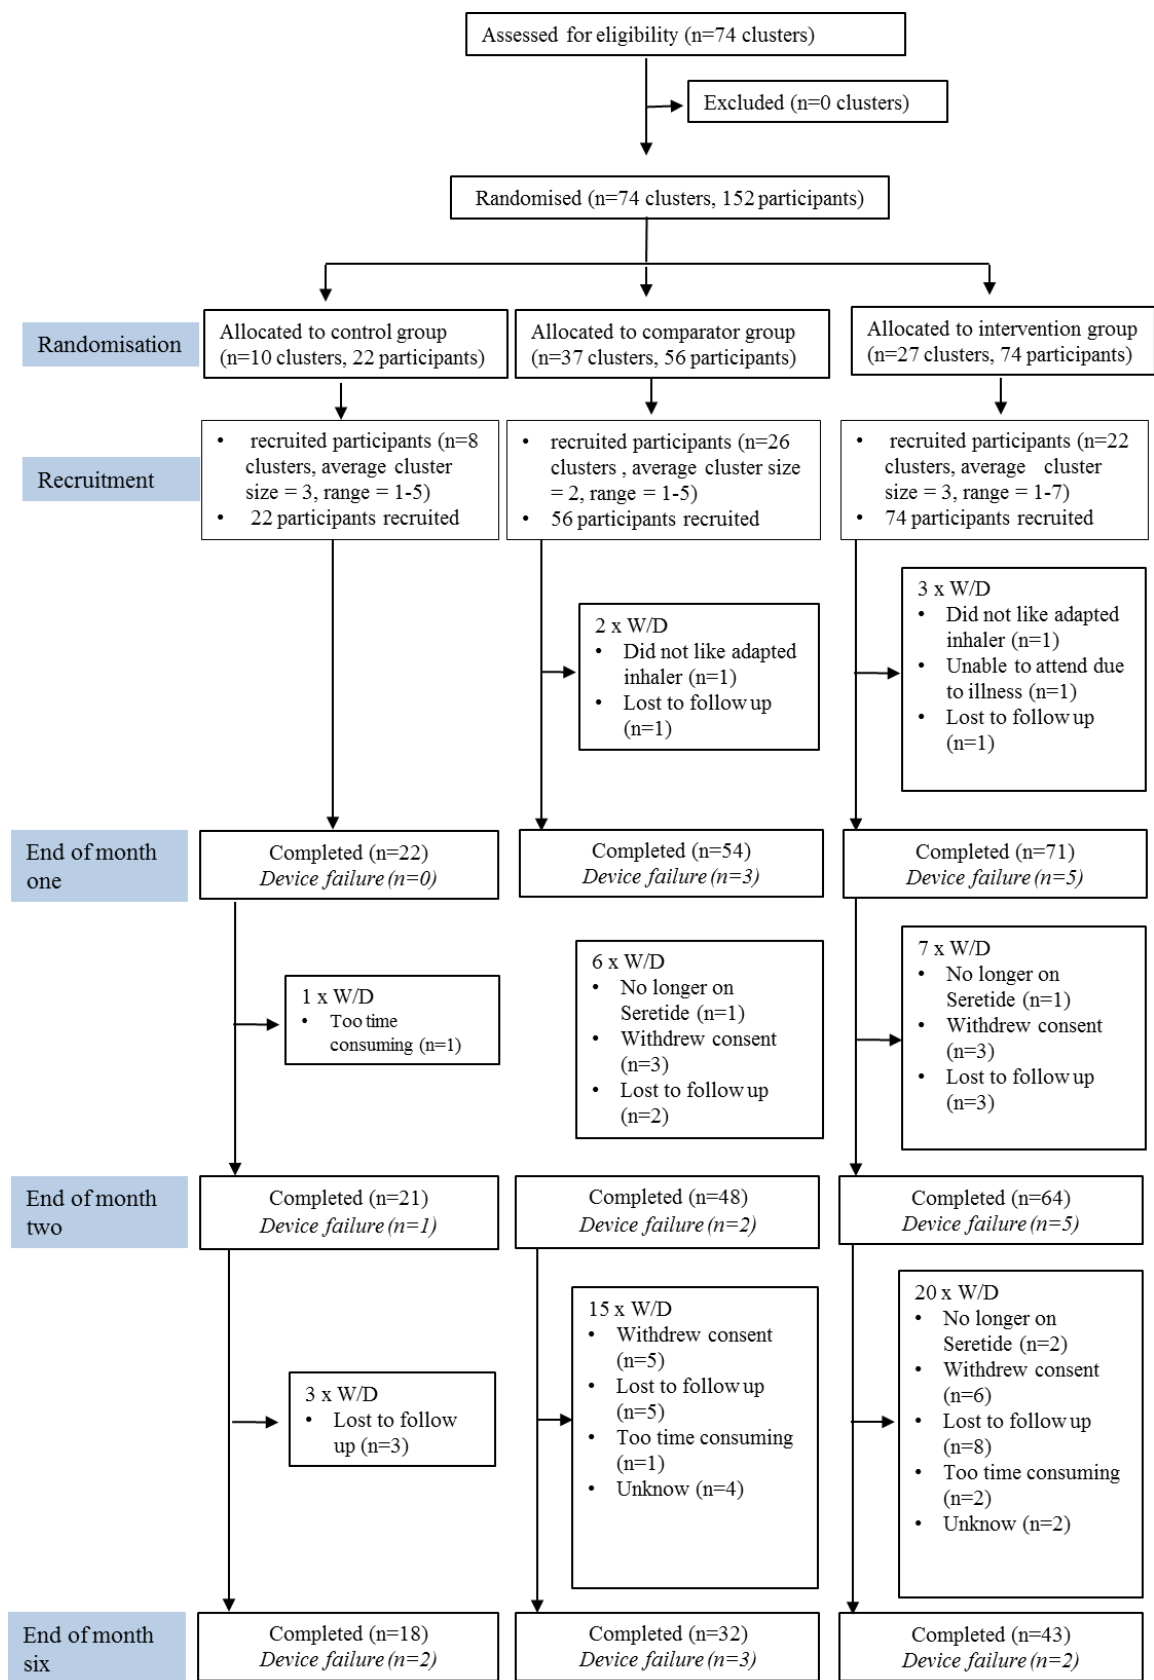 Assessed for eligibility (n=74 clusters)
Excluded (n=0 clusters)
Randomised (n=74 clusters, 152 participants)
Randomisation
Allocated to control group
(n=10 clusters, 22 participants)
Allocated to comparator group
(n=37 clusters, 56 participants)
Allocated to intervention group
(n=27 clusters, 74 participants)
Recruitment
• recruited participants (n=8
clusters, average cluster
size = 3, range = 1-5)
• 22 participants recruited
• recruited participants (n=26
clusters , average cluster size
= 2, range = 1-5)
• 56 participants recruited
• recruited participants (n=22
clusters, average cluster
size = 3, range = 1-7)
• 74 participants recruited
2 x W/D
• Did not like adapted
inhaler (n=1)
• Lost to follow up
(n=1)
3 x W/D
• Did not like adapted
inhaler (n=1)
• Unable to attend due
to illness (n=1)
• Lost to follow up
(n=1)
End of month
one
Completed (n=22)
Device failure (n=0)
Completed (n=54)
Device failure (n=3)
Completed (n=71)
Device failure (n=5)
1 x W/D
• Too time
consuming (n=1)
6 x W/D
• No longer on
Seretide (n=1)
• Withdrew consent
(n=3)
• Lost to follow up
(n=2)
7 x W/D
• No longer on
Seretide (n=1)
• Withdrew consent
(n=3)
• Lost to follow up
(n=3)
End of month
two
Completed (n=21)
Device failure (n=1)
Completed (n=48)
Device failure (n=2)
Completed (n=64)
Device failure (n=5)
3 x W/D
• Lost to follow
up (n=3)
15 x W/D
• Withdrew consent
(n=5)
• Lost to follow up
(n=5)
• Too time consuming
(n=1)
• Unknow (n=4)
20 x W/D
• No longer on
Seretide (n=2)
• Withdrew consent
(n=6)
• Lost to follow up
(n=8)
• Too time consuming
(n=2)
• Unknow (n=2)
End of month
six
Completed (n=18)
Device failure (n=2)
Completed (n=32)
Device failure (n=3)
Completed (n=43)
Device failure (n=2)